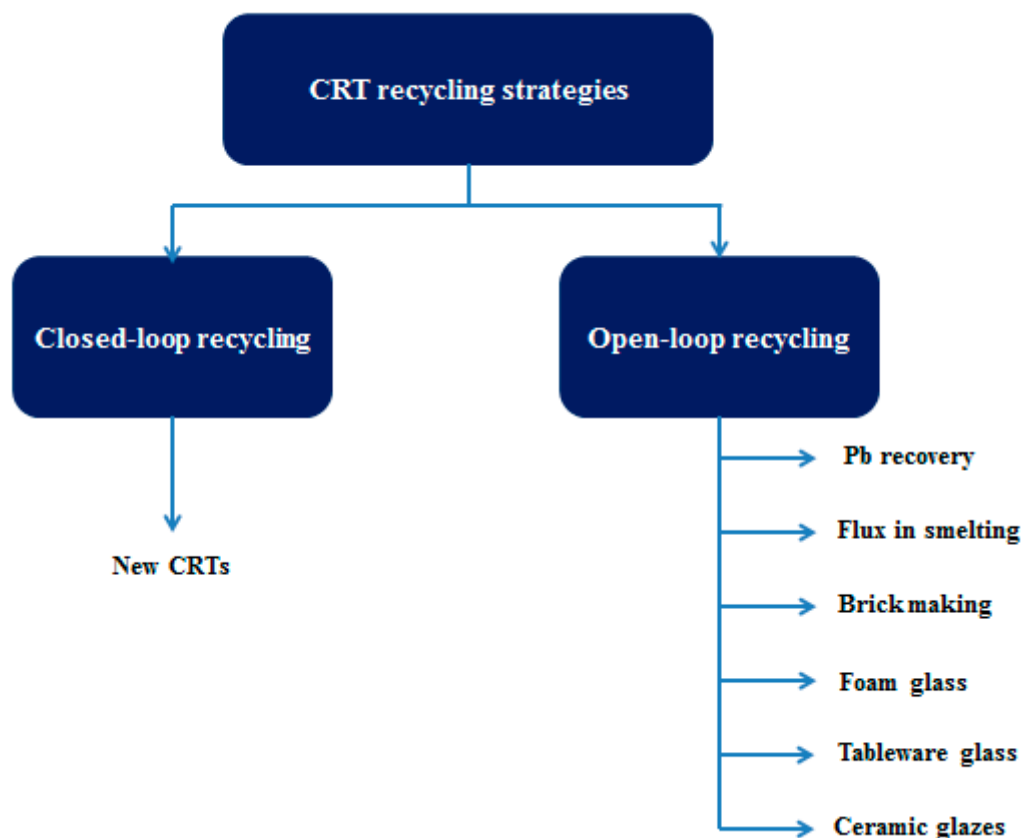 CRT recycling strategies
Closed-loop recycling
Open-loop recycling
New CRTs
Pb recovery
Flux in smelting
Brick making
Foam glass
Tableware glass
Ceramic glazes